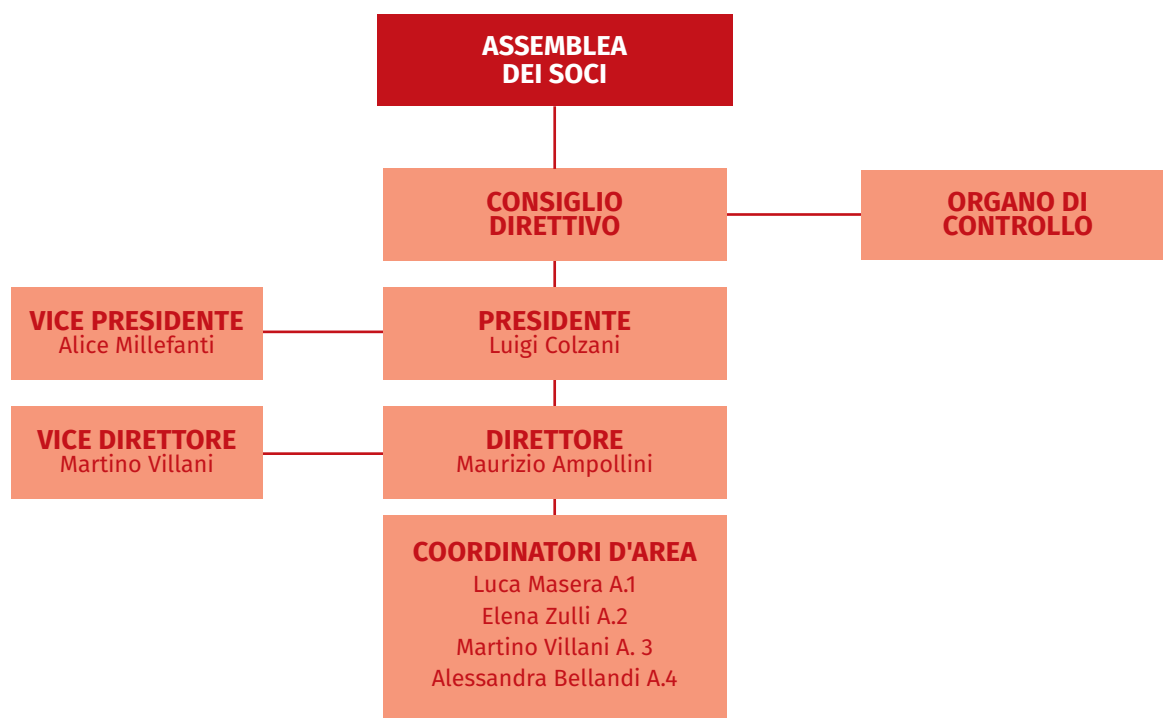 ASSEMBLEA
DEI SOCI
CONSIGLIO
DIRETTIVO
ORGANO DI
CONTROLLO
VICE PRESIDENTE
Alice Millefanti
PRESIDENTE
Luigi Colzani
VICE DIRETTORE
Martino Villani
DIRETTORE
Maurizio Ampollini
COORDINATORI D'AREA
Luca Masera A.1
Elena Zulli A.2
Martino Villani A. 3
Alessandra Bellandi A.4